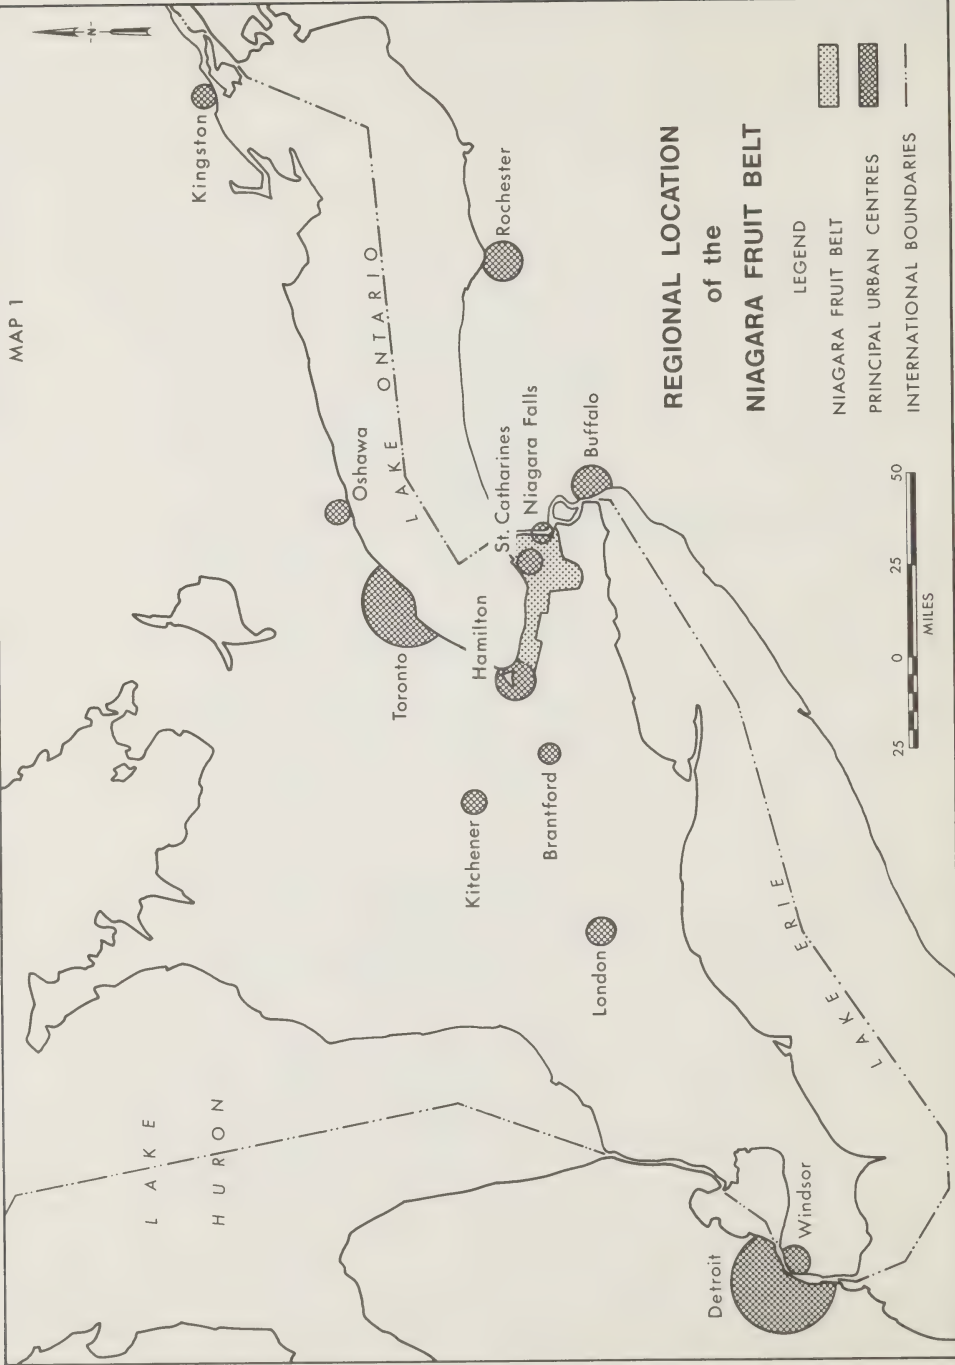 MAP 1
N
Kingston
Oshawa
Toronto
LAKE ONTARIO
Rochester
St. Catharines
Niagara Falls
Buffalo
Hamilton
Kitchener
Brantford
London
LAKE
HURON
LAKE ERIE
Detroit
Windsor
REGIONAL LOCATION
of the
NIAGARA FRUIT BELT
LEGEND
NIAGARA FRUIT BELT
PRINCIPAL URBAN CENTRES
INTERNATIONAL BOUNDARIES
25 0 25 50
MILES